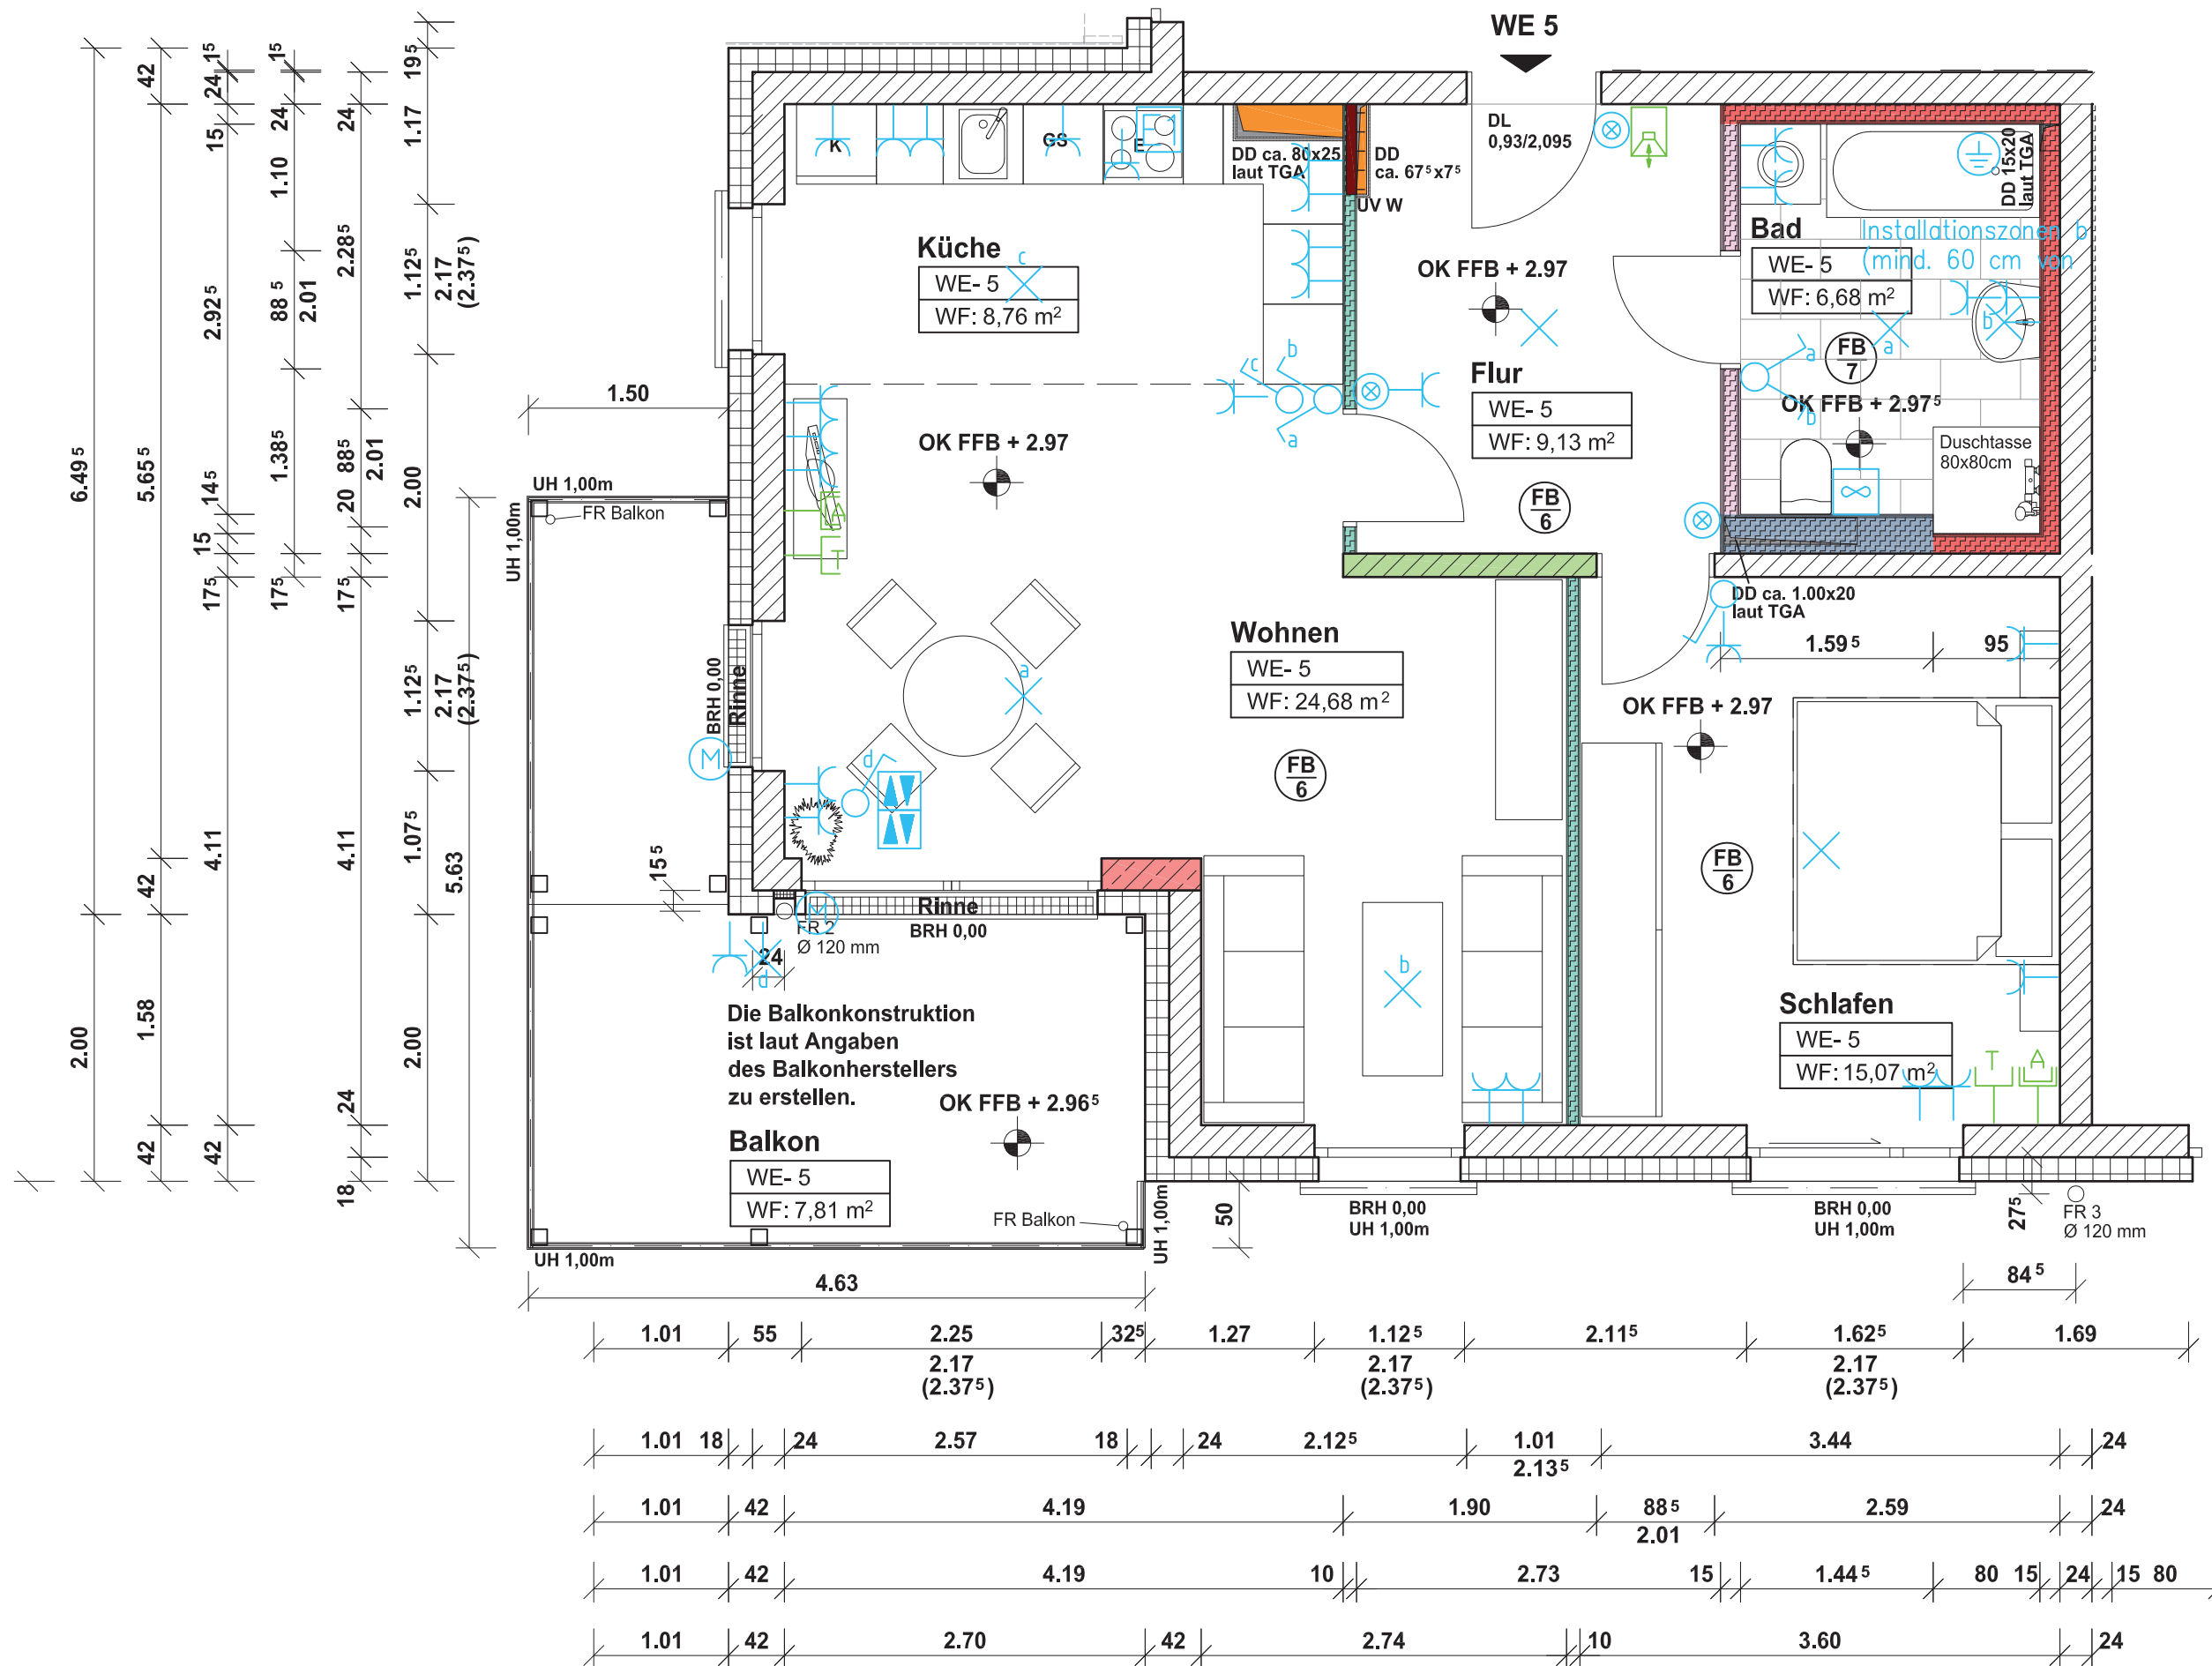 WE 5
DL
0,93/2,095
K
GS
E
DD ca. 80x25
laut TGA
DD
ca. 67⁵x7⁵
UV W
DD 15x20
laut TGA
Küche
c
WE- 5
WF: 8,76 m²
OK FFB + 2.97
Bad
Installationszonen b
(mind. 60 cm von
WE- 5
WF: 6,68 m²
b
a
FB
7
a
b
OK FFB + 2.97⁵
Duschtasse
80x80cm
Flur
WE- 5
WF: 9,13 m²
FB
6
c
b
a
OK FFB + 2.97
UH 1,00m
FR Balkon
UH 1,00m
A
T
DD ca. 1.00x20
laut TGA
1.59⁵
95
Wohnen
WE- 5
WF: 24,68 m²
a
BRH 0,00
Rinne
M
d
FB
6
OK FFB + 2.97
FB
6
Rinne
BRH 0,00
M
FR 2
Ø 120 mm
24
d
15⁵
b
Die Balkonkonstruktion
ist laut Angaben
des Balkonherstellers
zu erstellen.
OK FFB + 2.96⁵
Balkon
WE- 5
WF: 7,81 m²
FR Balkon
UH 1,00m
UH 1,00m
Schlafen
WE- 5
WF: 15,07 m²
T
A
50
BRH 0,00
UH 1,00m
BRH 0,00
UH 1,00m
27⁵
FR 3
Ø 120 mm
84⁵
1.50
4.63
6.49⁵
2.00
42
5.65⁵
42
1.58
42
15
24
15
2.92⁵
14⁵
15
17⁵
4.11
42
15
24
1.10
88⁵
2.01
1.38⁵
17⁵
24
2.28⁵
88⁵
2.01
20
17⁵
4.11
24
18
19⁵
1.17
1.12⁵
2.17
(2.37⁵)
2.00
1.12⁵
2.17
(2.37⁵)
1.07⁵
2.00
5.63
1.01 55 2.25 32⁵ 1.27 1.12⁵ 2.11⁵ 1.62⁵ 1.69
2.17 2.17 2.17
(2.37⁵) (2.37⁵) (2.37⁵)
1.01 18 24 2.57 18 24 2.12⁵ 1.01 3.44 24
2.13⁵
1.01 42 4.19 1.90 88⁵ 2.59 24
2.01
1.01 42 4.19 10 2.73 15 1.44⁵ 80 15 24 15 80
1.01 42 2.70 42 2.74 10 3.60 24